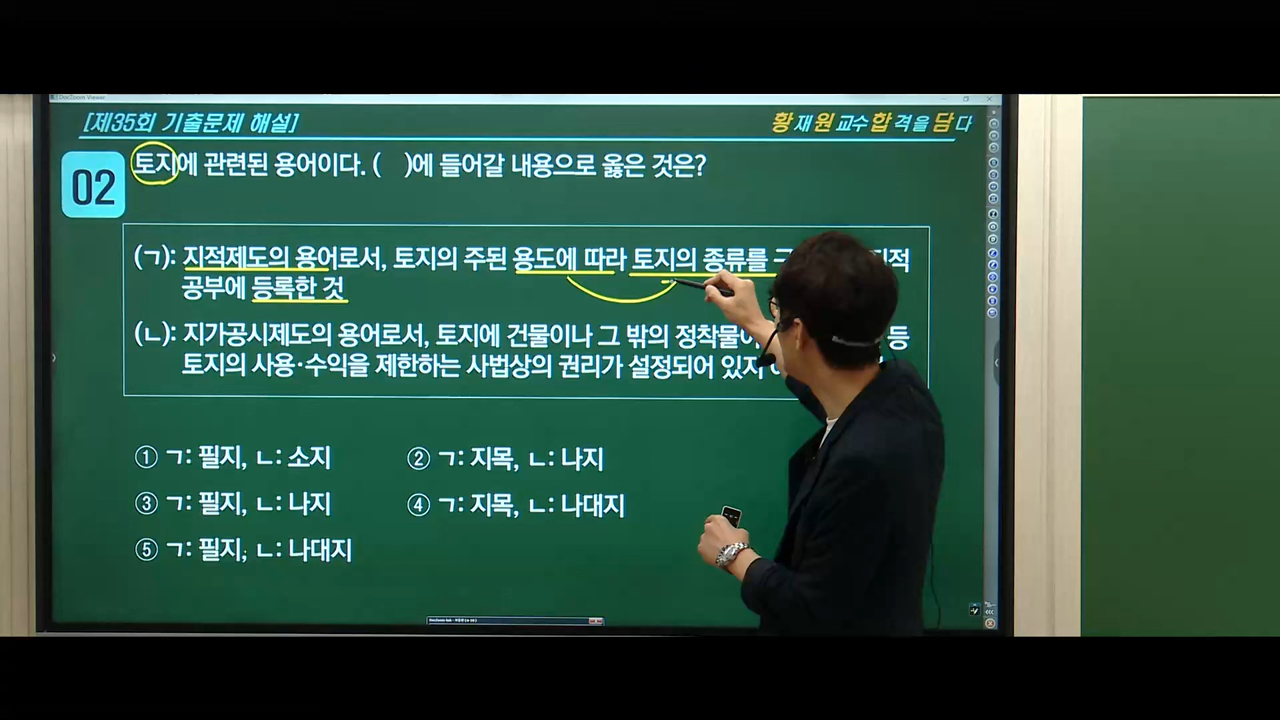 [제35회 기출문제 해설]
황재원 교수 합격을 담다
02
토지에 관련된 용어이다. ( )에 들어갈 내용으로 옳은 것은?
(ㄱ): 지적제도의 용어로서, 토지의 주된 용도에 따라 토지의 종류를
공부에 등록한 것
(ㄴ): 지가공시제도의 용어로서, 토지에 건물이나 그 밖의 등
토지의 사용·수익을 제한하는 사법상의 권리가 설정되어
① ㄱ: 필지, ㄴ: 소지
② ㄱ: 지목, ㄴ: 나지
③ ㄱ: 필지, ㄴ: 나지
④ ㄱ: 지목, ㄴ: 나대지
⑤ ㄱ: 필지, ㄴ: 나대지